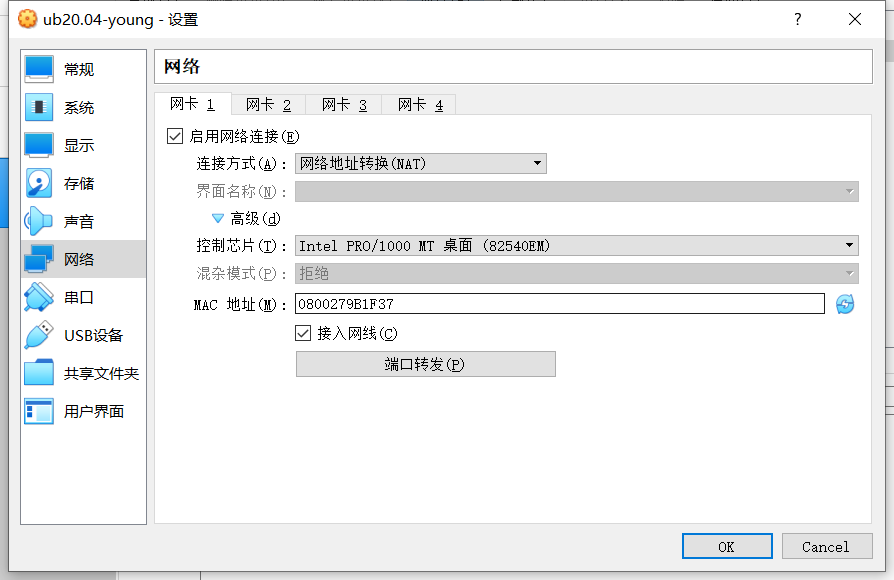 ub20.04-young - 设置
?
常规
系统
显示
存储
声音
网络
串口
USB设备
共享文件夹
用户界面
网络
网卡 1 网卡 2 网卡 3 网卡 4
启用网络连接(E)
连接方式(A): 网络地址转换(NAT)
界面名称(N):
高级(d)
控制芯片(T): Intel PRO/1000 MT 桌面 (82540EM)
混杂模式(P): 拒绝
MAC 地址(M): 0800279B1F37
接入网线(C)
端口转发(P)
OK Cancel